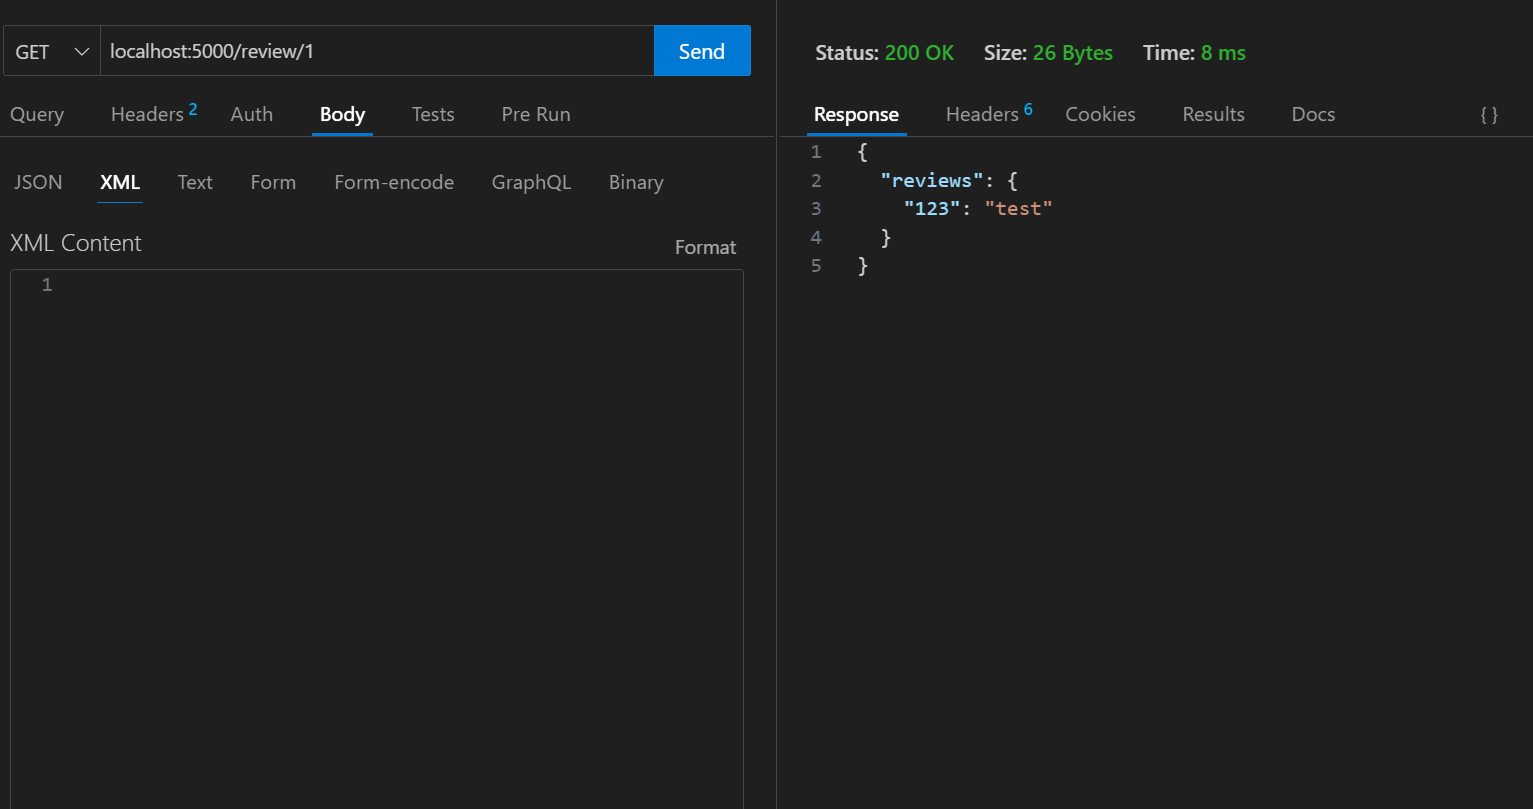 GET localhost:5000/review/1 Send
Query Headers 2 Auth Body Tests Pre Run
JSON XML Text Form Form-encode GraphQL Binary
XML Content Format
1
Status: 200 OK Size: 26 Bytes Time: 8 ms
Response Headers 6 Cookies Results Docs { }
1 {
2 "reviews": {
3 "123": "test"
4 }
5 }